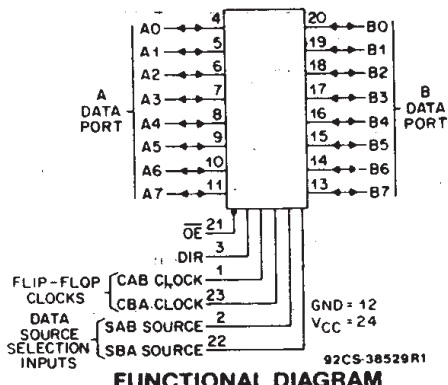 A0 4 20 B0
A1 5 19 B1
A2 6 18 B2
A3 7 17 B3
A4 8 16 B4
A5 9 15 B5
A6 10 14 B6
A7 11 13 B7
A
DATA
PORT
B
DATA
PORT
OE 21
DIR 3
FLIP-FLOP
CLOCKS
CAB CLOCK 1
CBA CLOCK 23
DATA
SOURCE
SELECTION
INPUTS
SAB SOURCE 2
SBA SOURCE 22
GND = 12
VCC = 24
92CS-38529R1
FUNCTIONAL DIAGRAM